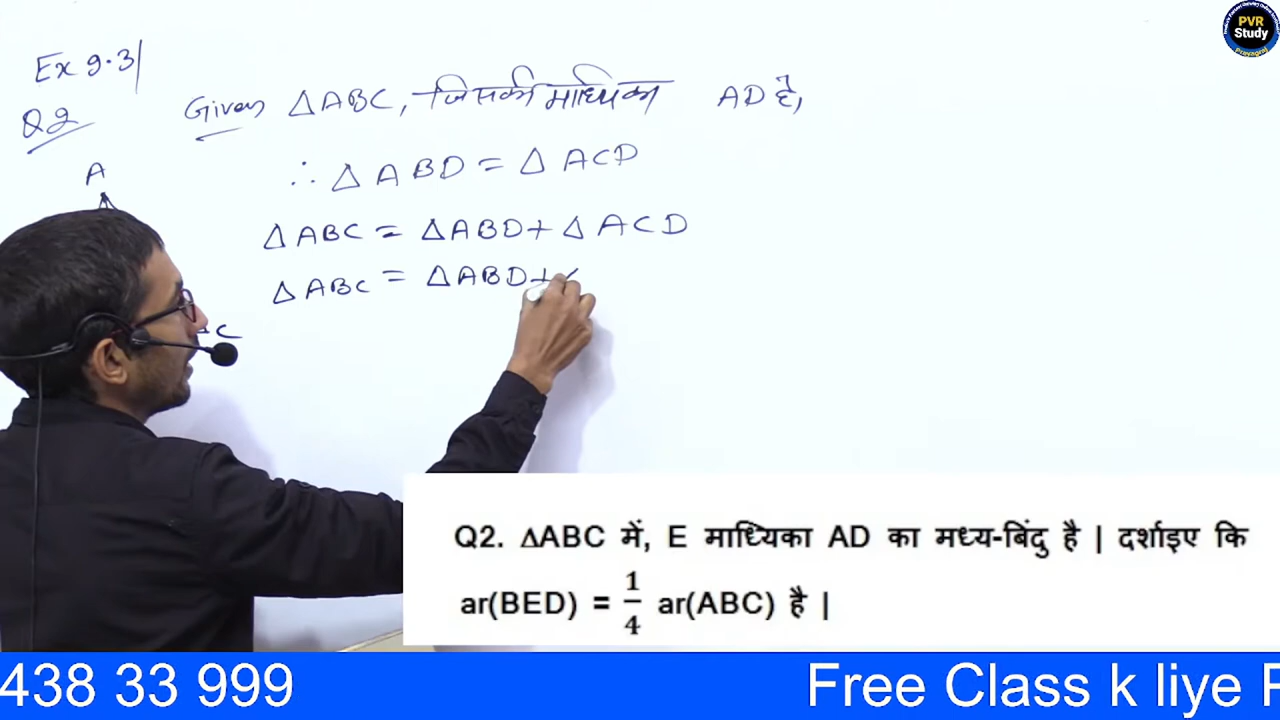 PVR
Study
Ex 9.3
Q2
Given △ABC, जिसकी माध्यिका AD है,
A
∴ △ABD = △ACD
△ABC = △ABD + △ACD
△ABC = △ABD +
C
Q2. ΔABC में, E माध्यिका AD का मध्य-बिंदु है | दर्शाइए कि
ar(BED) = 1/4 ar(ABC) है |
438 33 999 Free Class k liye